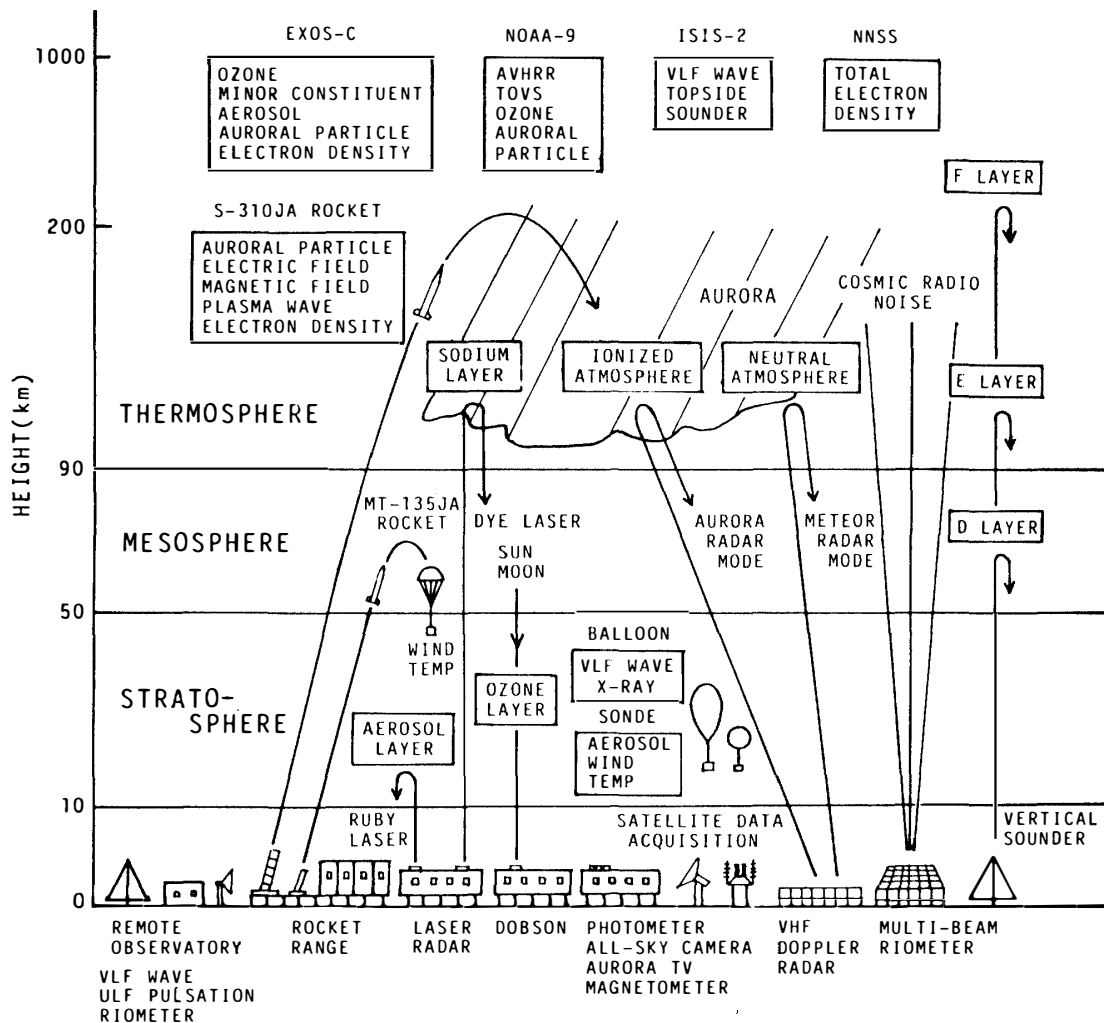 EXOS-C
OZONE
MINOR CONSTITUENT
AEROSOL
AURORAL PARTICLE
ELECTRON DENSITY
NOAA-9
AVHRR
TOVS
OZONE
AURORAL
PARTICLE
ISIS-2
VLF WAVE
TOPSIDE
SOUNDER
NNSS
TOTAL
ELECTRON
DENSITY
HEIGHT(km)
1000
200
90
50
10
0
S-310JA ROCKET
AURORAL PARTICLE
ELECTRIC FIELD
MAGNETIC FIELD
PLASMA WAVE
ELECTRON DENSITY
AURORA
COSMIC RADIO
NOISE
F LAYER
SODIUM
LAYER
IONIZED
ATMOSPHERE
NEUTRAL
ATMOSPHERE
E LAYER
THERMOSPHERE
MT-135JA
ROCKET
DYE LASER
SUN
MOON
AURORA
RADAR
MODE
METEOR
RADAR
MODE
D LAYER
MESOSPHERE
WIND
TEMP
BALLOON
VLF WAVE
X-RAY
OZONE
LAYER
SONDE
AEROSOL
WIND
TEMP
STRATO-
SPHERE
AEROSOL
LAYER
RUBY
LASER
SATELLITE DATA
ACQUISITION
VERTICAL
SOUNDER
REMOTE
OBSERVATORY
VLF WAVE
ULF PULSATION
RIOMETER
ROCKET
RANGE
LASER
RADAR
DOBSON
PHOTOMETER
ALL-SKY CAMERA
AURORA TV
MAGNETOMETER
VHF
DOPPLER
RADAR
MULTI-BEAM
RIOMETER